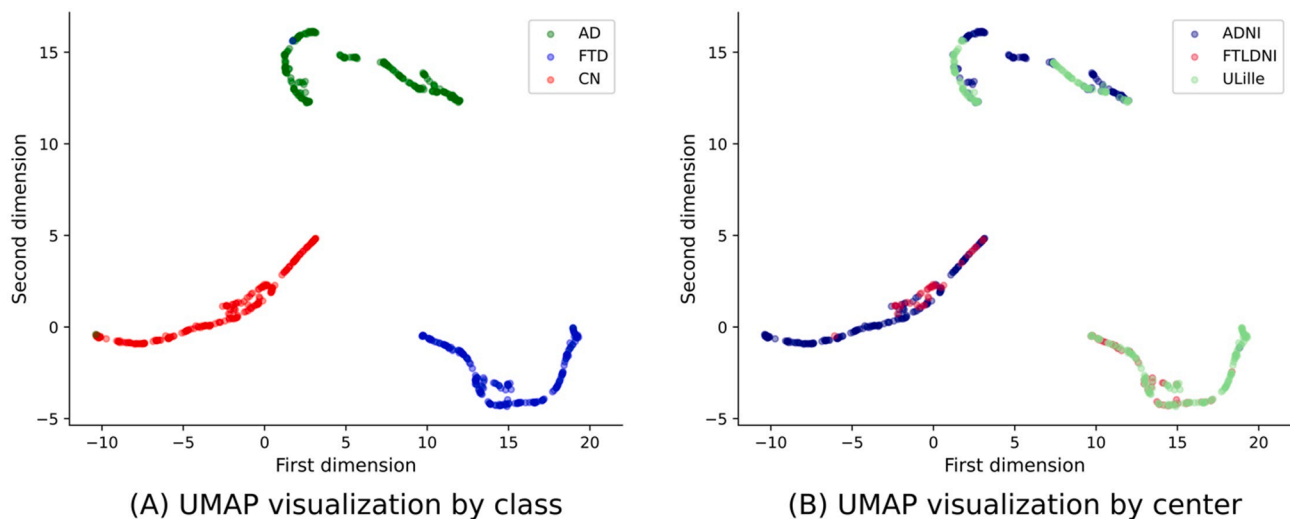 15
10
5
0
−5
Second dimension
−10
−5
0
5
10
15
20
First dimension
AD
FTD
CN
(A) UMAP visualization by class
15
10
5
0
−5
Second dimension
−10
−5
0
5
10
15
20
First dimension
ADNI
FTLDNI
ULille
(B) UMAP visualization by center